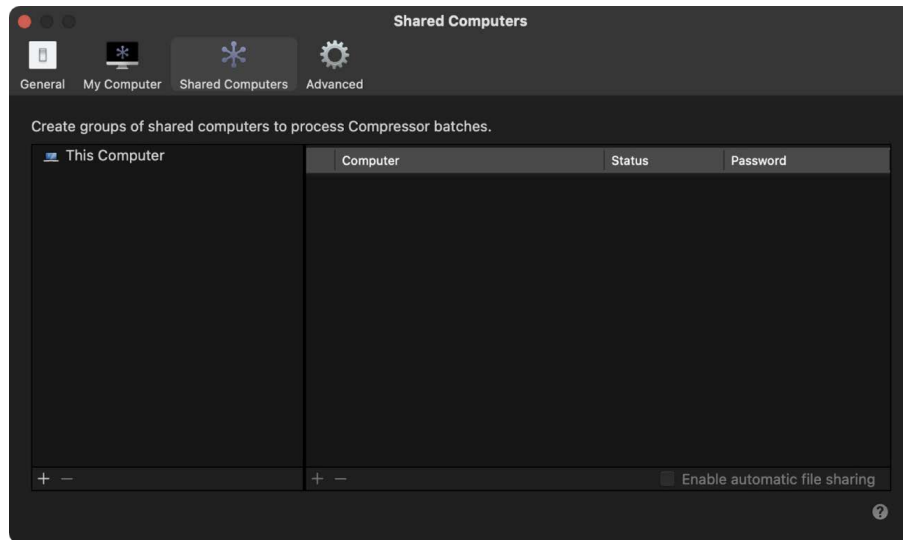 Shared Computers
General My Computer Shared Computers Advanced
Create groups of shared computers to process Compressor batches.
This Computer
Computer Status Password
+ − + − Enable automatic file sharing
?